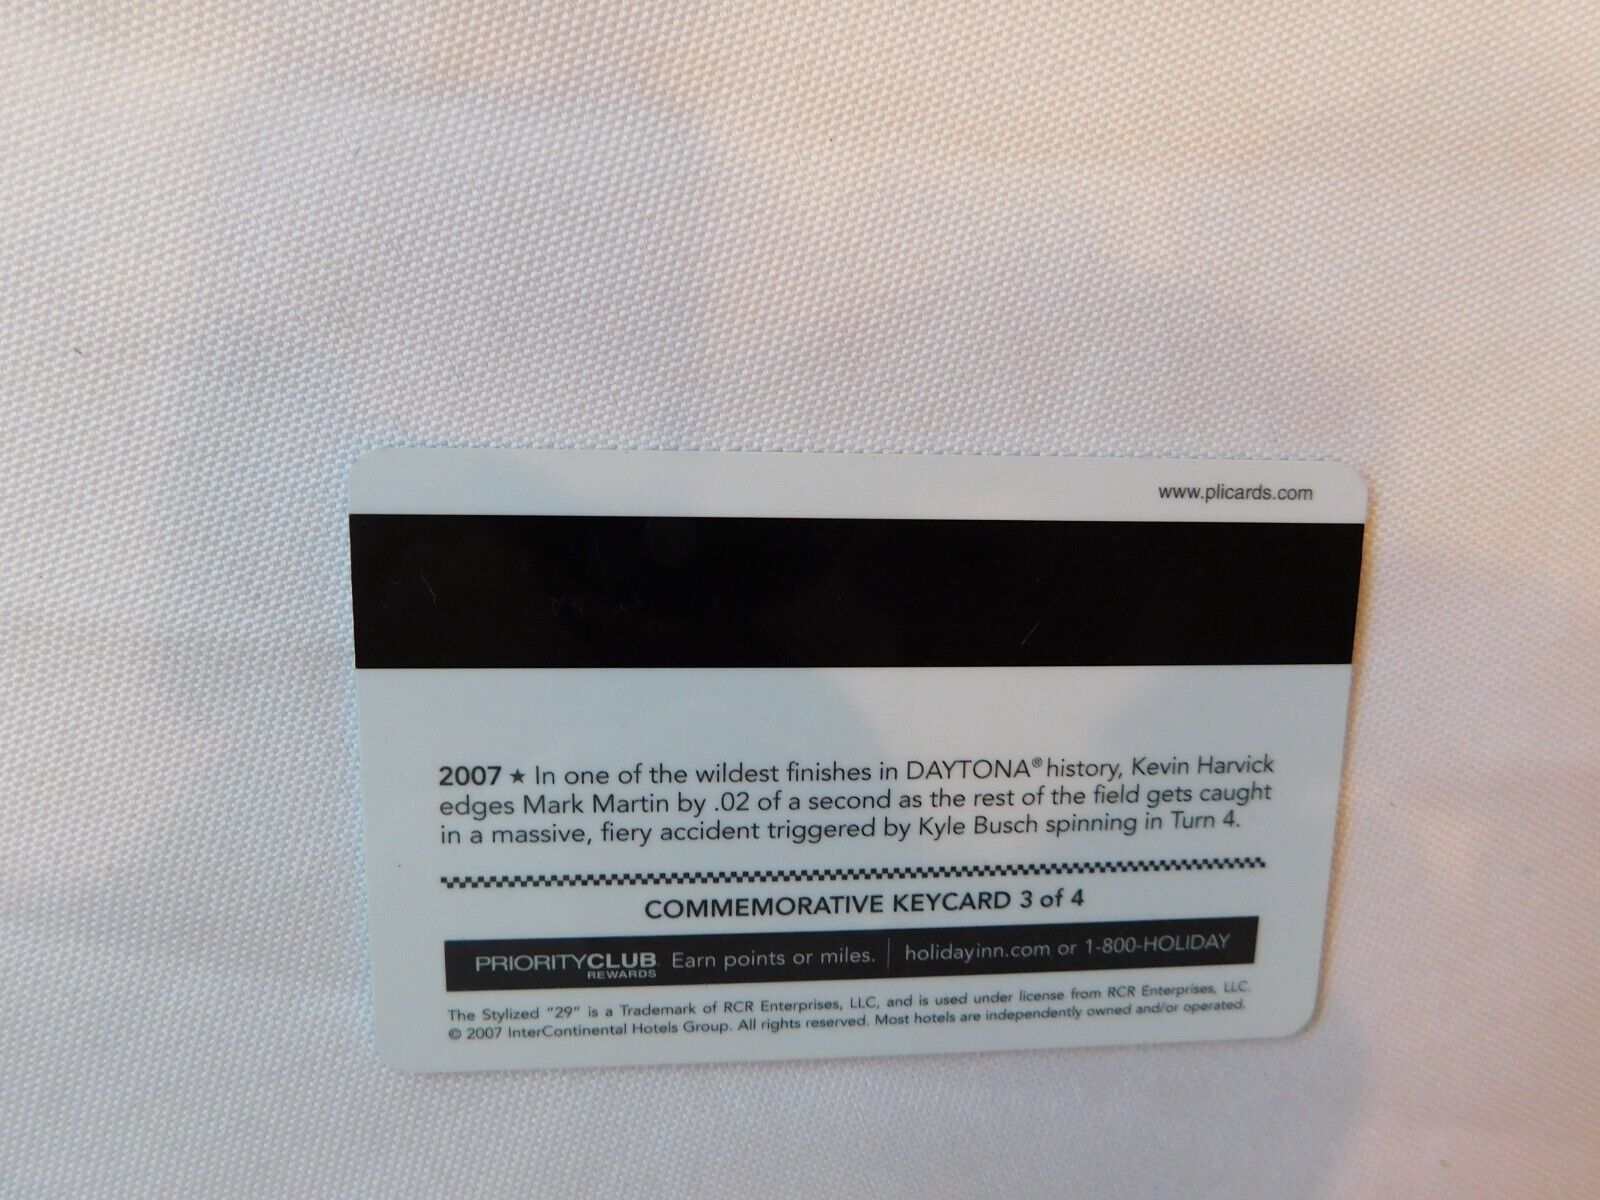 www.plicards.com
2007 ★ In one of the wildest finishes in DAYTONA® history, Kevin Harvick
edges Mark Martin by .02 of a second as the rest of the field gets caught
in a massive, fiery accident triggered by Kyle Busch spinning in Turn 4.
COMMEMORATIVE KEYCARD 3 of 4
PRIORITYCLUB REWARDS Earn points or miles. | holidayinn.com or 1-800-HOLIDAY
The Stylized "29" is a Trademark of RCR Enterprises, LLC, and is used under license from RCR Enterprises, LLC.
© 2007 InterContinental Hotels Group. All rights reserved. Most hotels are independently owned and/or operated.